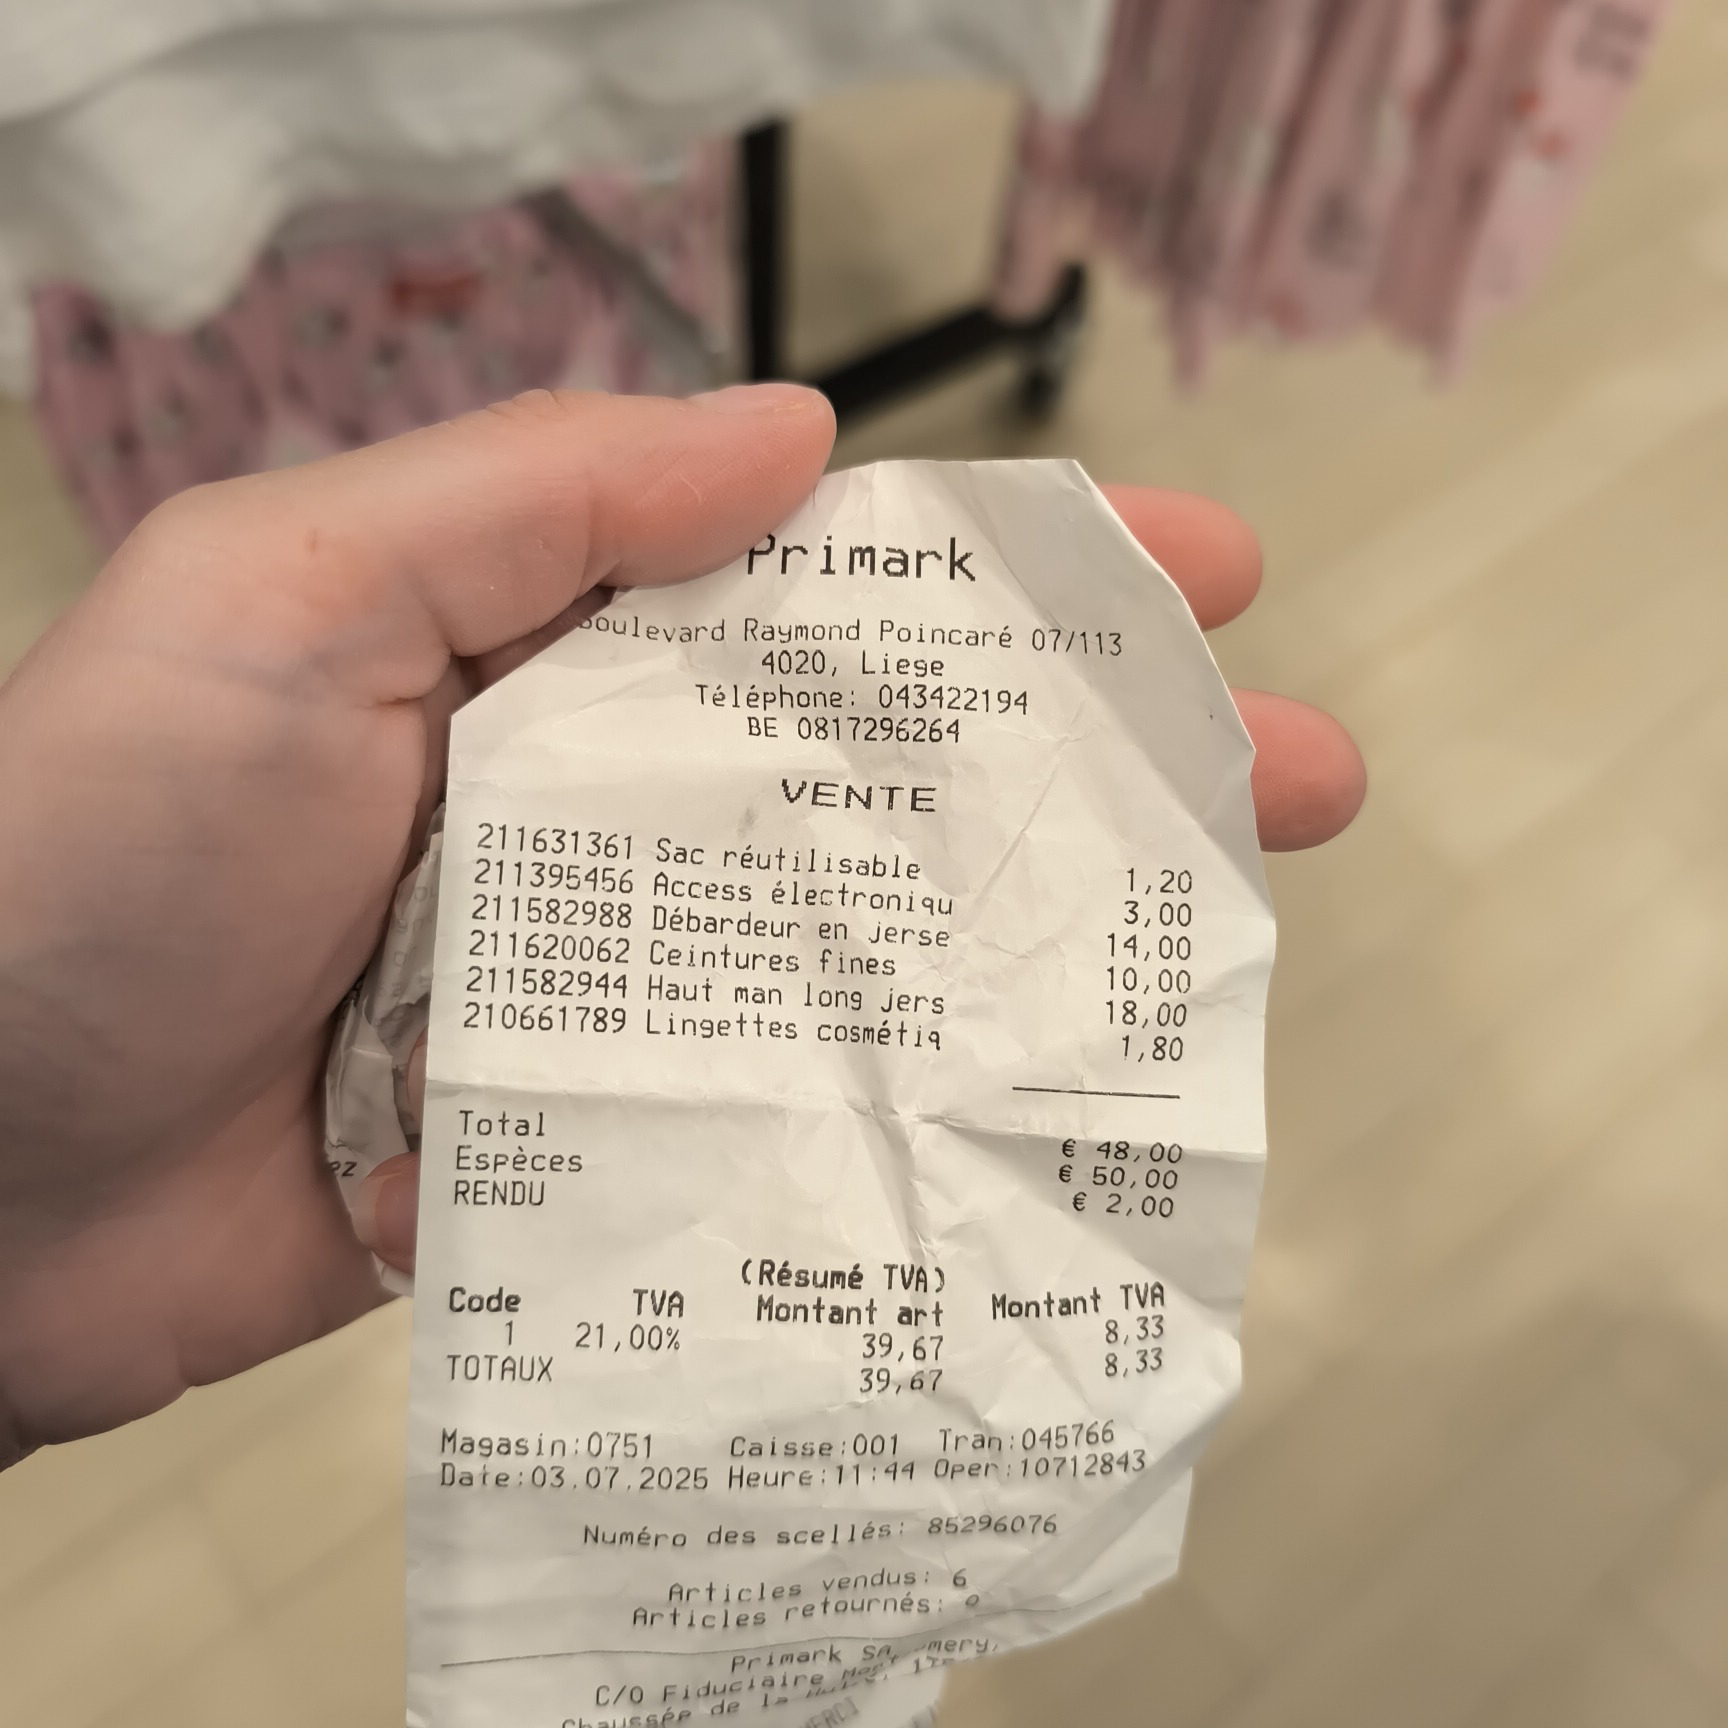 Primark
Boulevard Raymond Poincaré 07/113
4020, Liege
Téléphone: 043422194
BE 0817296264
VENTE
211631361 Sac réutilisable 1,20
211395456 Access électroniqu 3,00
211582988 Débardeur en jerse 14,00
211620062 Ceintures fines 10,00
211582944 Haut man long jers 18,00
210661789 Lingettes cosmétiq 1,80
Total € 48,00
Espèces € 50,00
RENDU € 2,00
(Résumé TVA)
Code TVA Montant art Montant TVA
1 21,00% 39,67 8,33
TOTAUX 39,67 8,33
Magasin:0751 Caisse:001 Tran:045766
Date:03.07.2025 Heure:11:44 Oper:10712843
Numéro des scellés: 85296076
Articles vendus: 6
Articles retournés: 0
Primark SA
C/O Fiduciaire
Chaussée de la